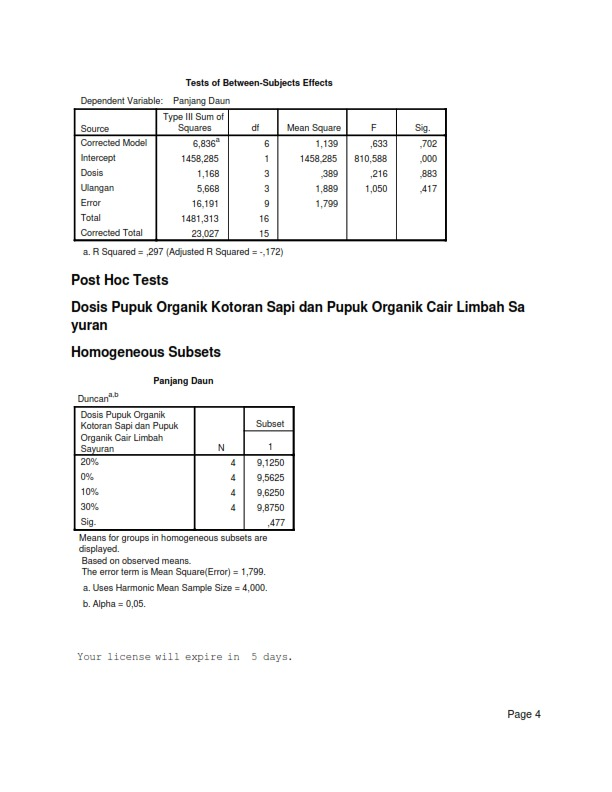 Tests of Between-Subjects Effects
Dependent Variable: Panjang Daun
Source Type III Sum of Squares df Mean Square F Sig.
Corrected Model 6,836a 6 1,139 ,633 ,702
Intercept 1458,285 1 1458,285 810,588 ,000
Dosis 1,168 3 ,389 ,216 ,883
Ulangan 5,668 3 1,889 1,050 ,417
Error 16,191 9 1,799
Total 1481,313 16
Corrected Total 23,027 15
a. R Squared = ,297 (Adjusted R Squared = -,172)
Post Hoc Tests
Dosis Pupuk Organik Kotoran Sapi dan Pupuk Organik Cair Limbah Sa
yuran
Homogeneous Subsets
Panjang Daun
Duncana,b
Dosis Pupuk Organik
Kotoran Sapi dan Pupuk
Organik Cair Limbah
Sayuran N Subset
1
20% 4 9,1250
0% 4 9,5625
10% 4 9,6250
30% 4 9,8750
Sig. ,477
Means for groups in homogeneous subsets are
displayed.
Based on observed means.
The error term is Mean Square(Error) = 1,799.
a. Uses Harmonic Mean Sample Size = 4,000.
b. Alpha = 0,05.
Your license will expire in 5 days.
Page 4